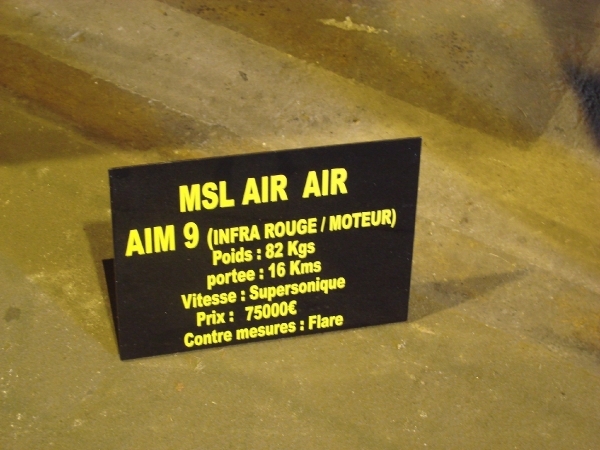 MSL AIR AIR
AIM 9 (INFRA ROUGE / MOTEUR)
Poids : 82 Kgs
portee : 16 Kms
Vitesse : Supersonique
Prix : 75000€
Contre mesures : Flare